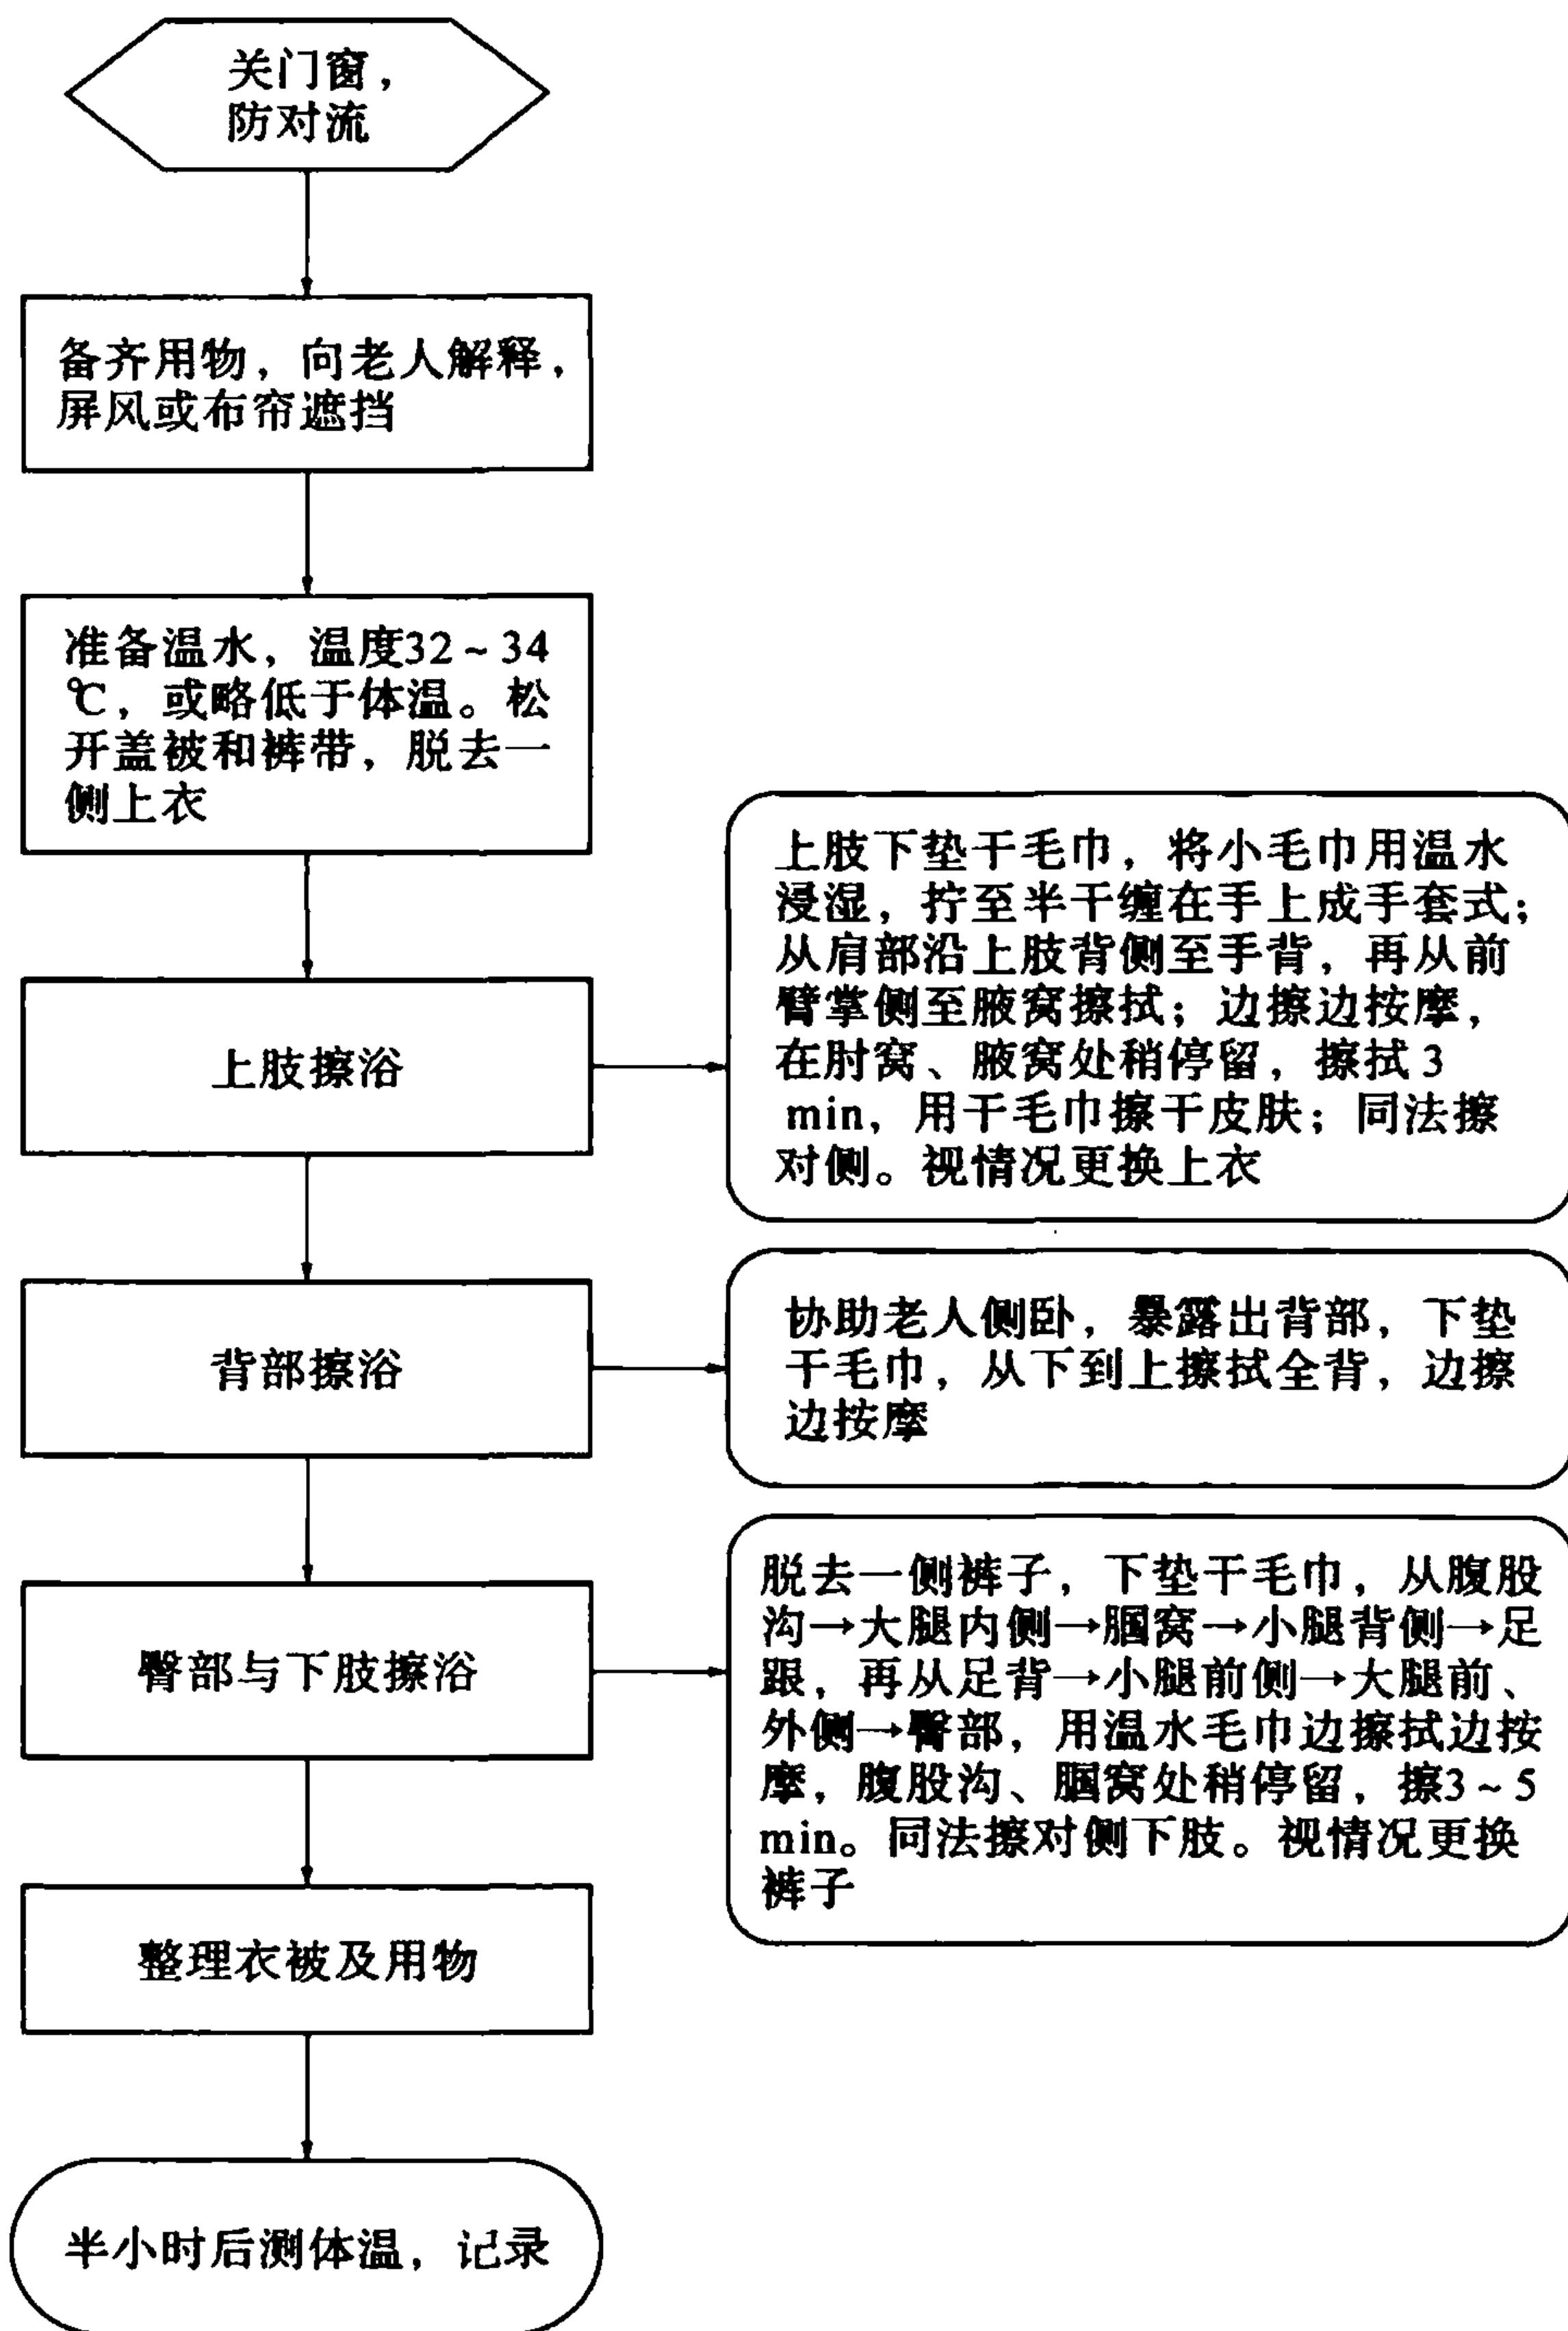 关门窗，
防对流
备齐用物，向老人解释，
屏风或布帘遮挡
准备温水，温度32～34
℃，或略低于体温。松
开盖被和裤带，脱去一
侧上衣
上肢擦浴
上肢下垫干毛巾，将小毛巾用温水
浸湿，拧至半干缠在手上成手套式；
从肩部沿上肢背侧至手背，再从前
臂掌侧至腋窝擦拭；边擦边按摩，
在肘窝、腋窝处稍停留，擦拭 3
min，用干毛巾擦干皮肤；同法擦
对侧。视情况更换上衣
背部擦浴
协助老人侧卧，暴露出背部，下垫
干毛巾，从下到上擦拭全背，边擦
边按摩
臀部与下肢擦浴
脱去一侧裤子，下垫干毛巾，从腹股
沟→大腿内侧→腘窝→小腿背侧→足
跟，再从足背→小腿前侧→大腿前、
外侧→臀部，用温水毛巾边擦拭边按
摩，腹股沟、腘窝处稍停留，擦3～5
min。同法擦对侧下肢。视情况更换
裤子
整理衣被及用物
半小时后测体温，记录